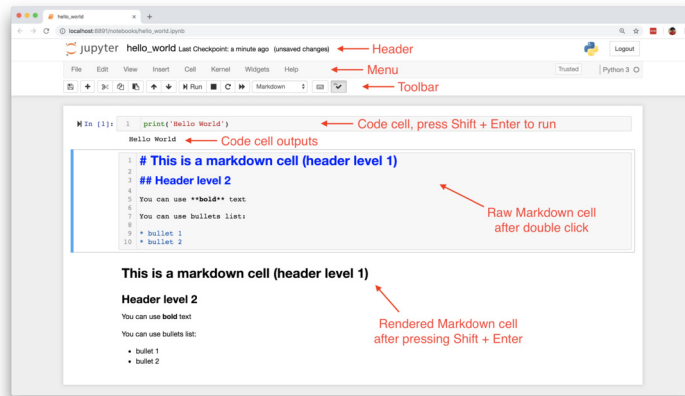 hello_world
localhost:8891/notebooks/hello_world.ipynb
jupyter hello_world Last Checkpoint: a minute ago (unsaved changes)
Header
Logout
File Edit View Insert Cell Kernel Widgets Help
Menu
Trusted
Python 3
Run
Markdown
Toolbar
In [1]: 1 print('Hello World')
Code cell, press Shift + Enter to run
Hello World
Code cell outputs
1 # This is a markdown cell (header level 1)
2
3 ## Header level 2
4
5 You can use **bold** text
6
7 You can use bullets list:
8
9 * bullet 1
10 * bullet 2
Raw Markdown cell
after double click
This is a markdown cell (header level 1)
Header level 2
You can use bold text
You can use bullets list:
• bullet 1
• bullet 2
Rendered Markdown cell
after pressing Shift + Enter